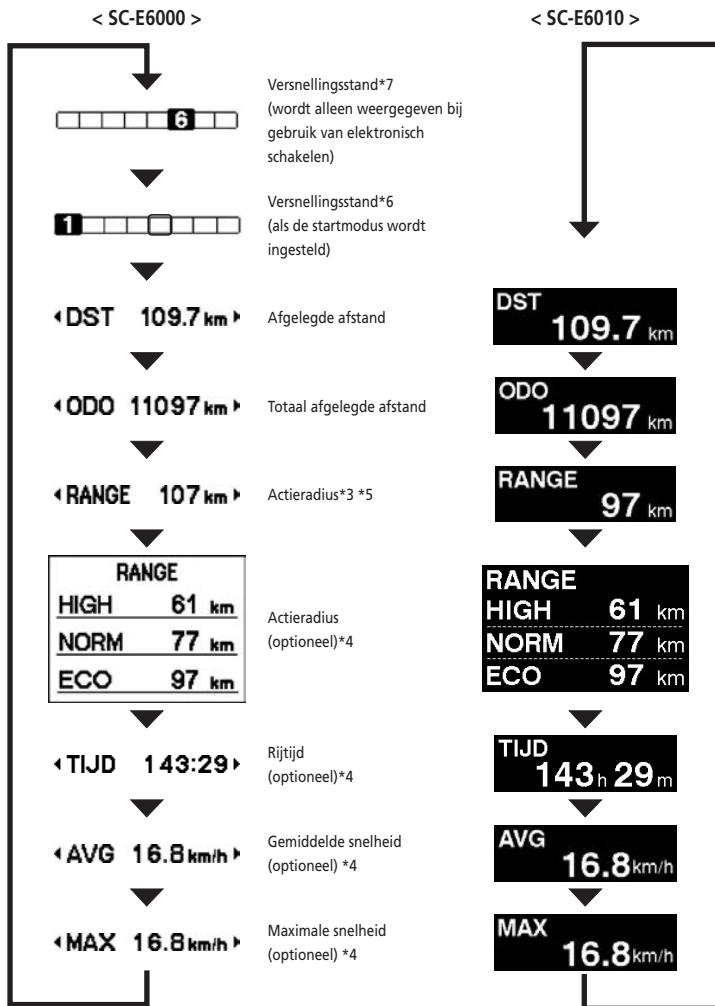 < SC-E6000 >
< SC-E6010 >
6
Versnellingsstand*7
(wordt alleen weergegeven bij
gebruik van elektronisch
schakelen)
1
Versnellingsstand*6
(als de startmodus wordt
ingesteld)
DST 109.7 km
Afgelegde afstand
DST
109.7 km
ODO 11097 km
Totaal afgelegde afstand
ODO
11097 km
RANGE 107 km
Actieradius*3 *5
RANGE
97 km
RANGE
HIGH 61 km
NORM 77 km
ECO 97 km
Actieradius
(optioneel)*4
RANGE
HIGH 61 km
NORM 77 km
ECO 97 km
TIJD 143:29
Rijtijd
(optioneel)*4
TIJD
143 h 29 m
AVG 16.8 km/h
Gemiddelde snelheid
(optioneel) *4
AVG
16.8 km/h
MAX 16.8 km/h
Maximale snelheid
(optioneel) *4
MAX
16.8 km/h